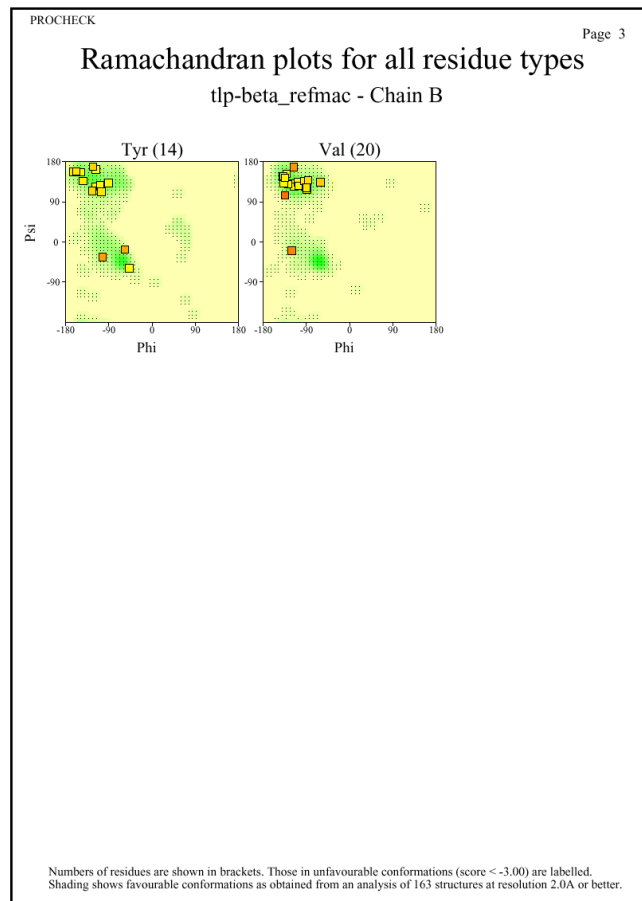 PROCHECK
Page 3
Ramachandran plots for all residue types
tlp-beta_refmac - Chain B
Tyr (14)
Val (20)
180
90
0
-90
Psi
-180 -90 0 90 180
Phi
180
90
0
-90
-180 -90 0 90 180
Phi
Numbers of residues are shown in brackets. Those in unfavourable conformations (score < -3.00) are labelled.
Shading shows favourable conformations as obtained from an analysis of 163 structures at resolution 2.0A or better.